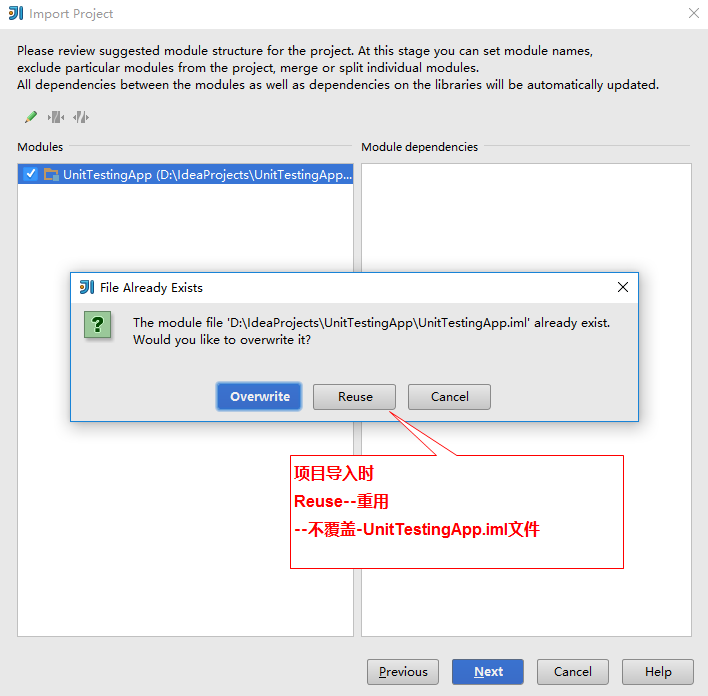 Import Project
Please review suggested module structure for the project. At this stage you can set module names,
exclude particular modules from the project, merge or split individual modules.
All dependencies between the modules as well as dependencies on the libraries will be automatically updated.
Modules
Module dependencies
UnitTestingApp (D:\IdeaProjects\UnitTestingApp...
File Already Exists
?
The module file 'D:\IdeaProjects\UnitTestingApp\UnitTestingApp.iml' already exist.
Would you like to overwrite it?
Overwrite
Reuse
Cancel
项目导入时
Reuse--重用
--不覆盖-UnitTestingApp.iml文件
Previous
Next
Cancel
Help